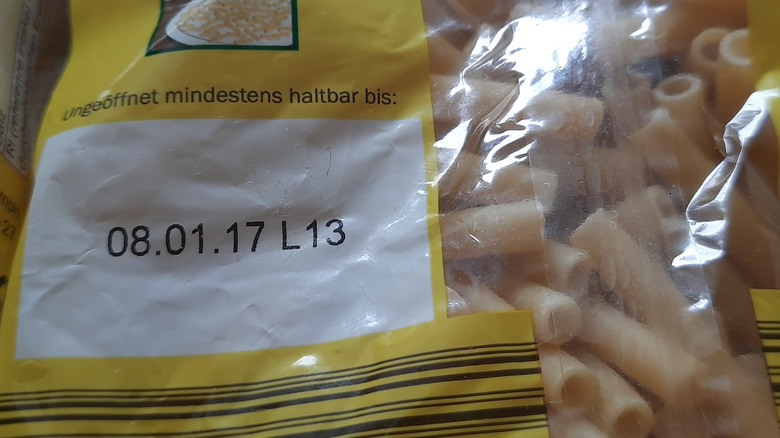 Ungeöffnet mindestens haltbar bis:
08.01.17 L13